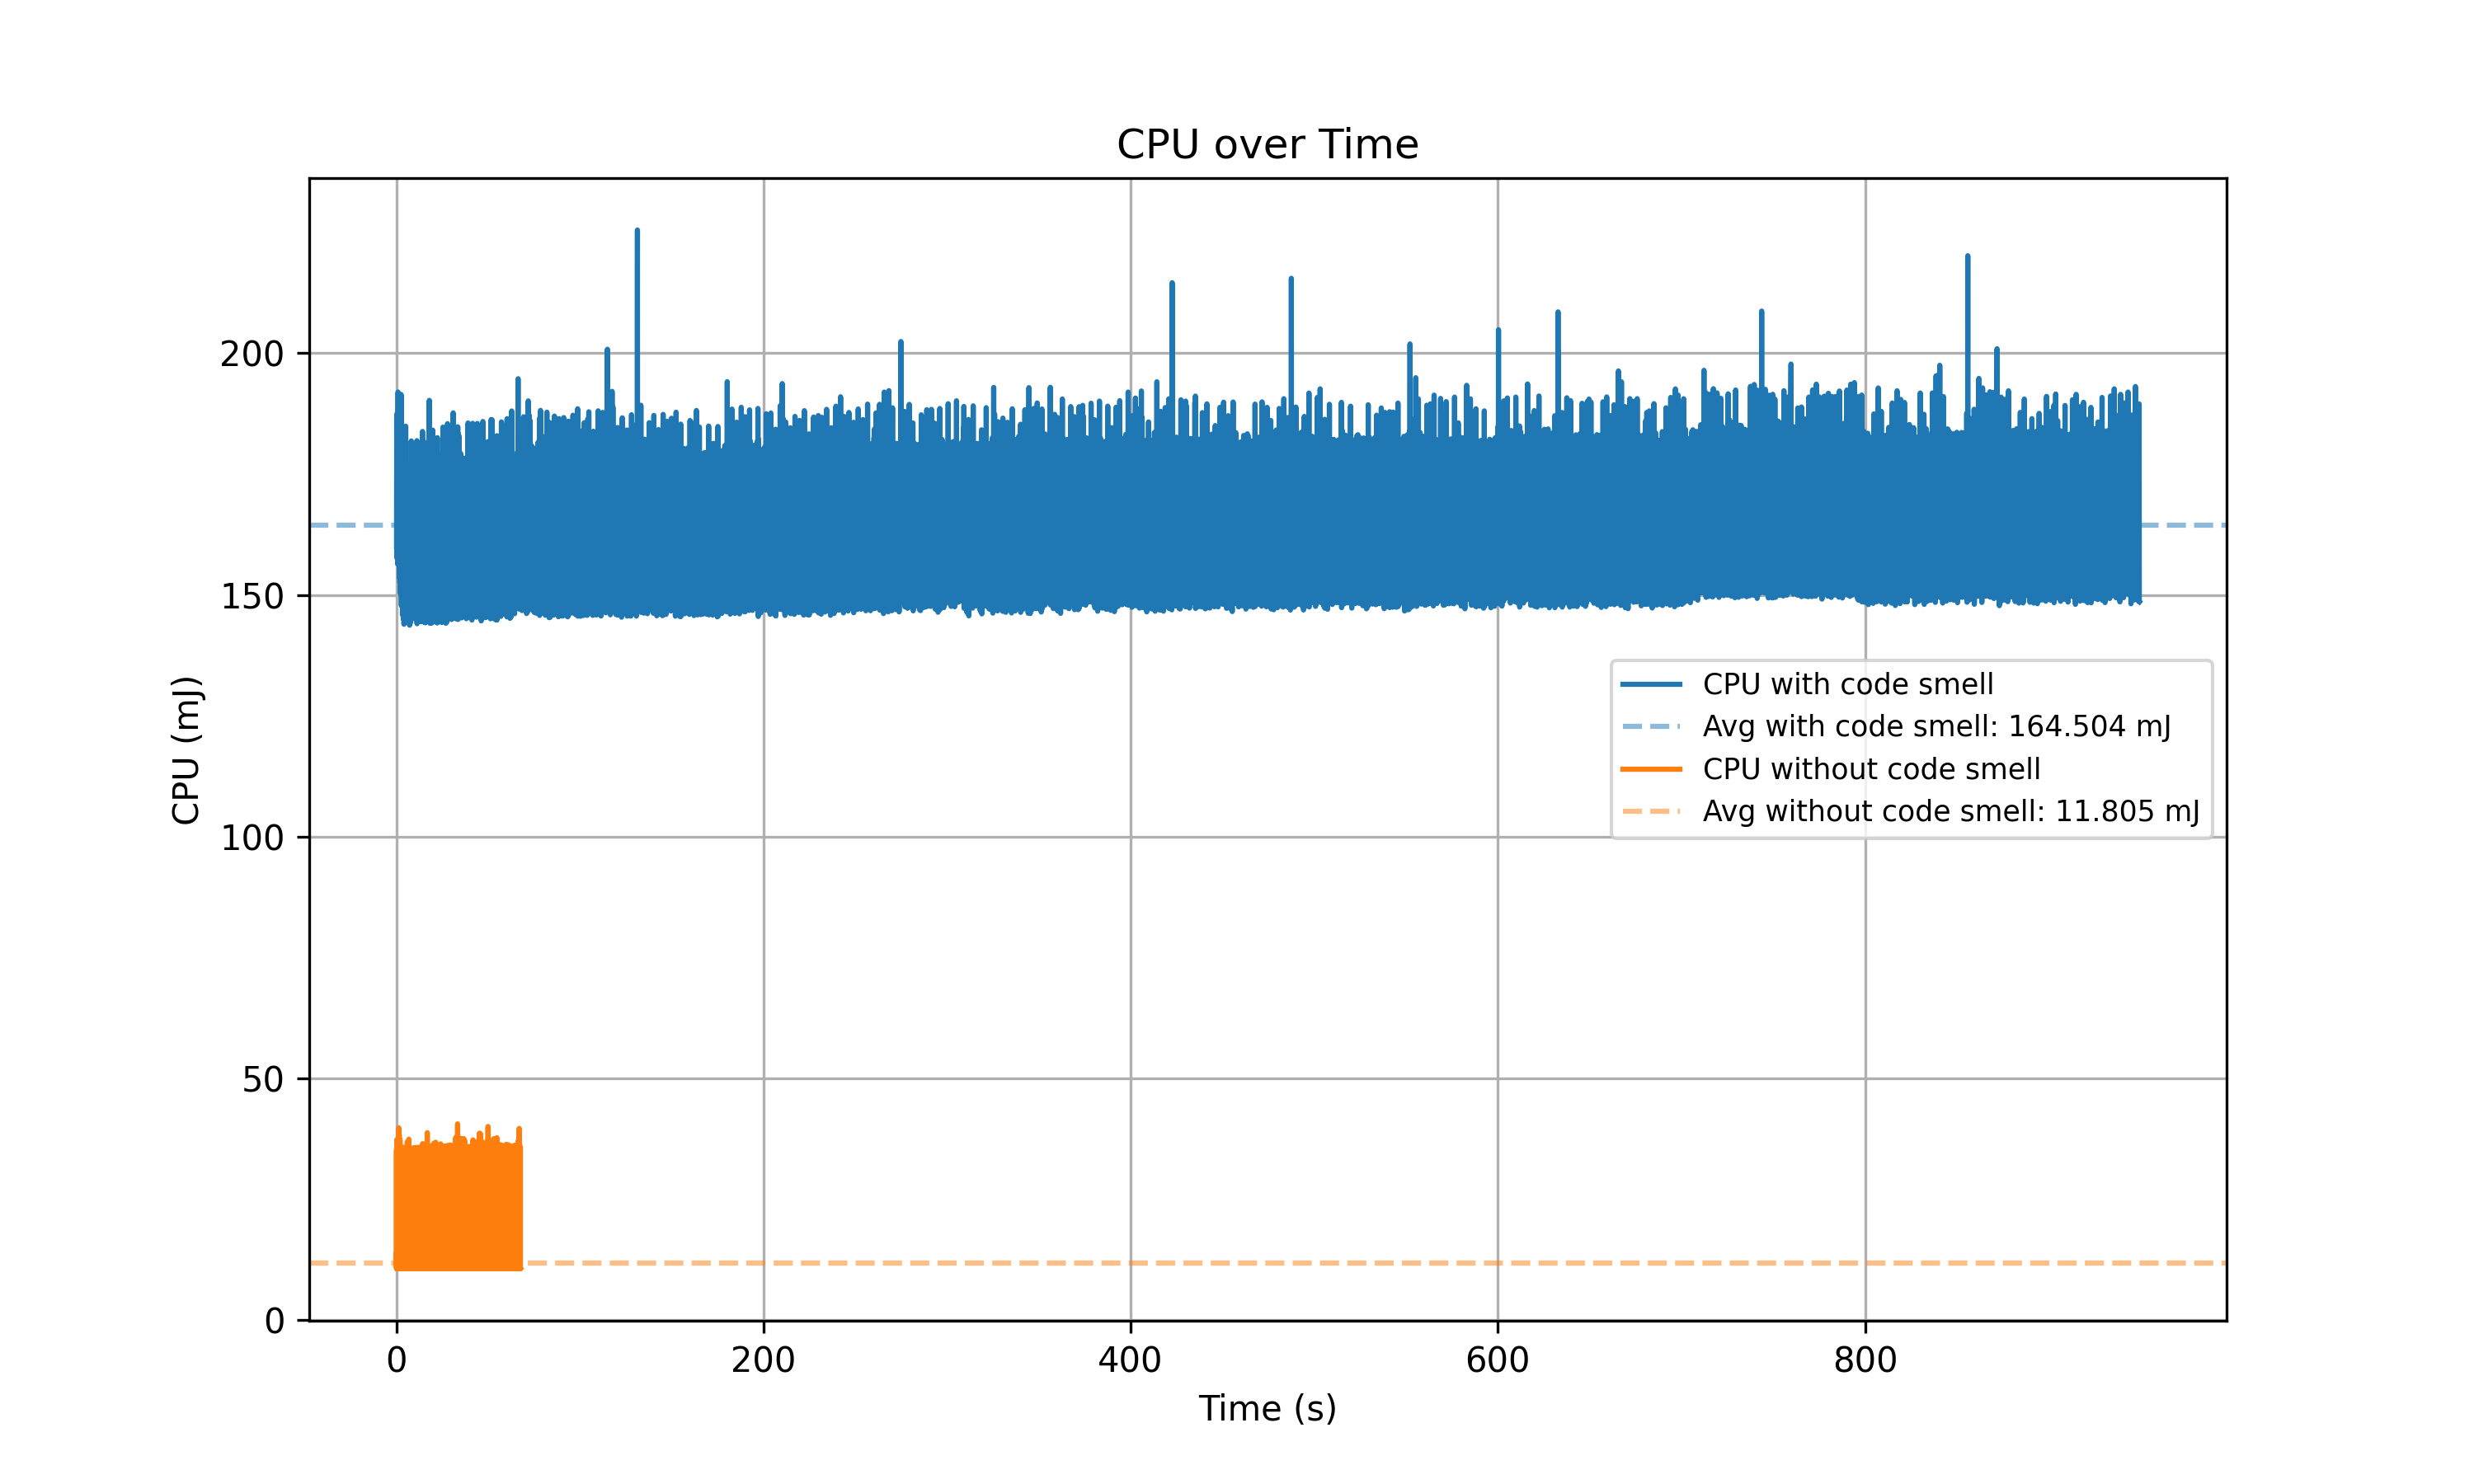 CPU over Time
CPU (mJ)
200
150
100
50
0
0 200 400 600 800
Time (s)
CPU with code smell
Avg with code smell: 164.504 mJ
CPU without code smell
Avg without code smell: 11.805 mJ